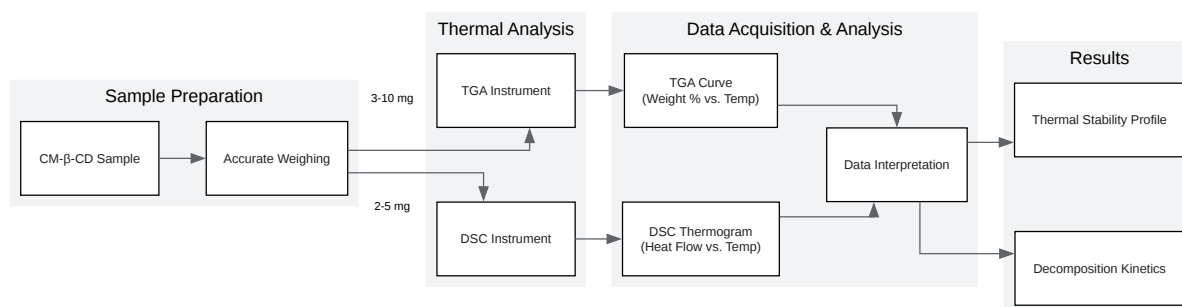 Sample Preparation
CM-β-CD Sample
Accurate Weighing
3-10 mg
2-5 mg
Thermal Analysis
TGA Instrument
DSC Instrument
Data Acquisition & Analysis
TGA Curve
(Weight % vs. Temp)
DSC Thermogram
(Heat Flow vs. Temp)
Data Interpretation
Results
Thermal Stability Profile
Decomposition Kinetics